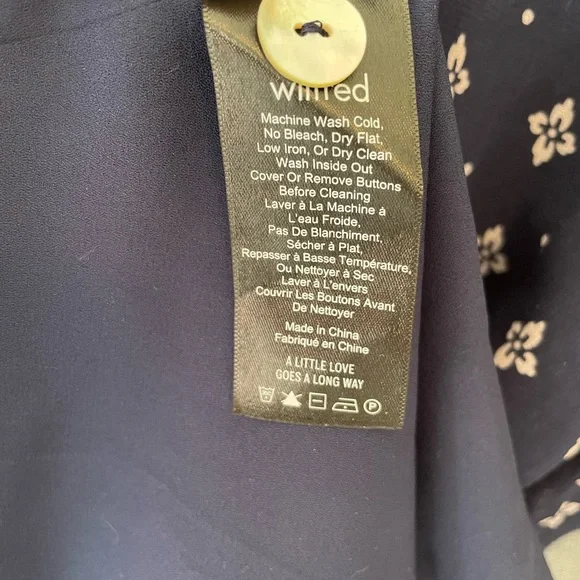 wilfred
Machine Wash Cold,
No Bleach, Dry Flat,
Low Iron, Or Dry Clean
Wash Inside Out
Cover Or Remove Buttons
Before Cleaning
Laver à La Machine à
L'eau Froide,
Pas De Blanchiment,
Sécher à Plat,
Repasser à Basse Température,
Ou Nettoyer à Sec
Laver à L'envers
Couvrir Les Boutons Avant
De Nettoyer
Made in China
Fabriqué en Chine
A LITTLE LOVE
GOES A LONG WAY
P